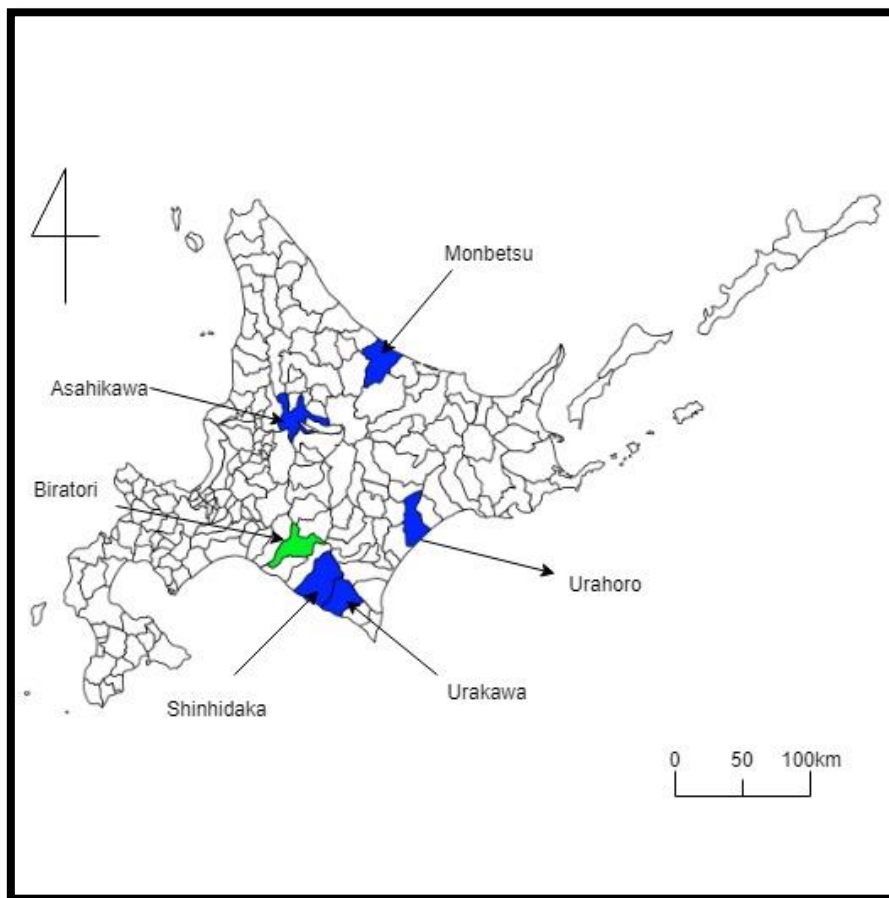 Monbetsu
Asahikawa
Biratori
Urahoro
Urakawa
Shinhidaka
0 50 100km